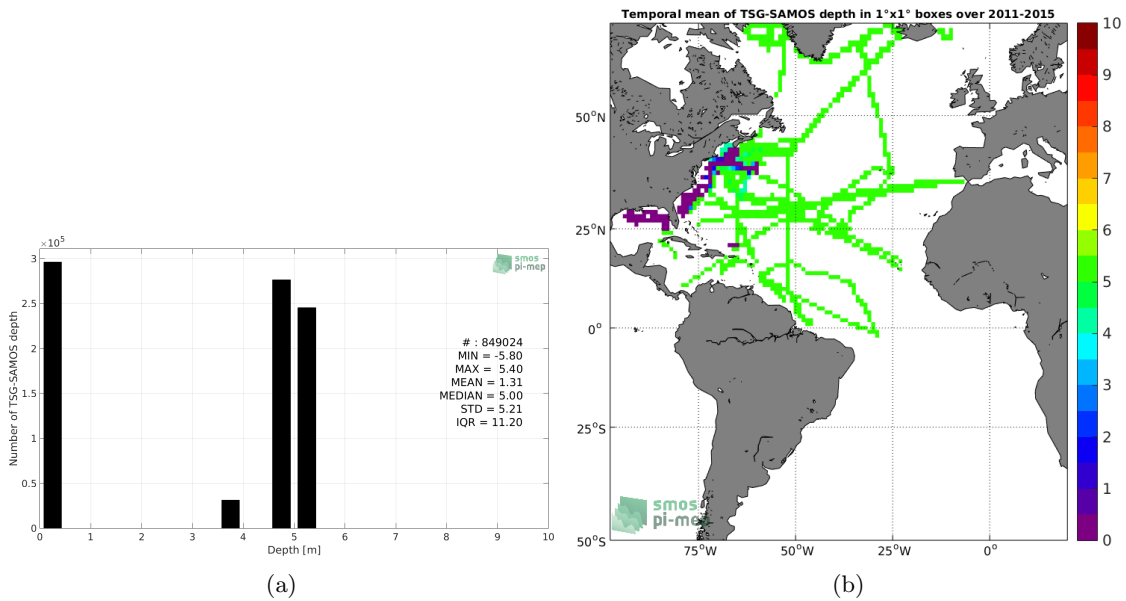 Temporal mean of TSG-SAMOS depth in 1°x1° boxes over 2011-2015
×10⁵
3
2.5
2
1.5
1
0.5
0
Number of TSG-SAMOS depth
smos
pi-mep
# : 849024
MIN = -5.80
MAX = 5.40
MEAN = 1.31
MEDIAN = 5.00
STD = 5.21
IQR = 11.20
0 1 2 3 4 5 6 7 8 9 10
Depth [m]
(a)
50°N
25°N
0°
25°S
50°S
75°W 50°W 25°W 0°
smos
pi-mep
10
9
8
7
6
5
4
3
2
1
0
(b)